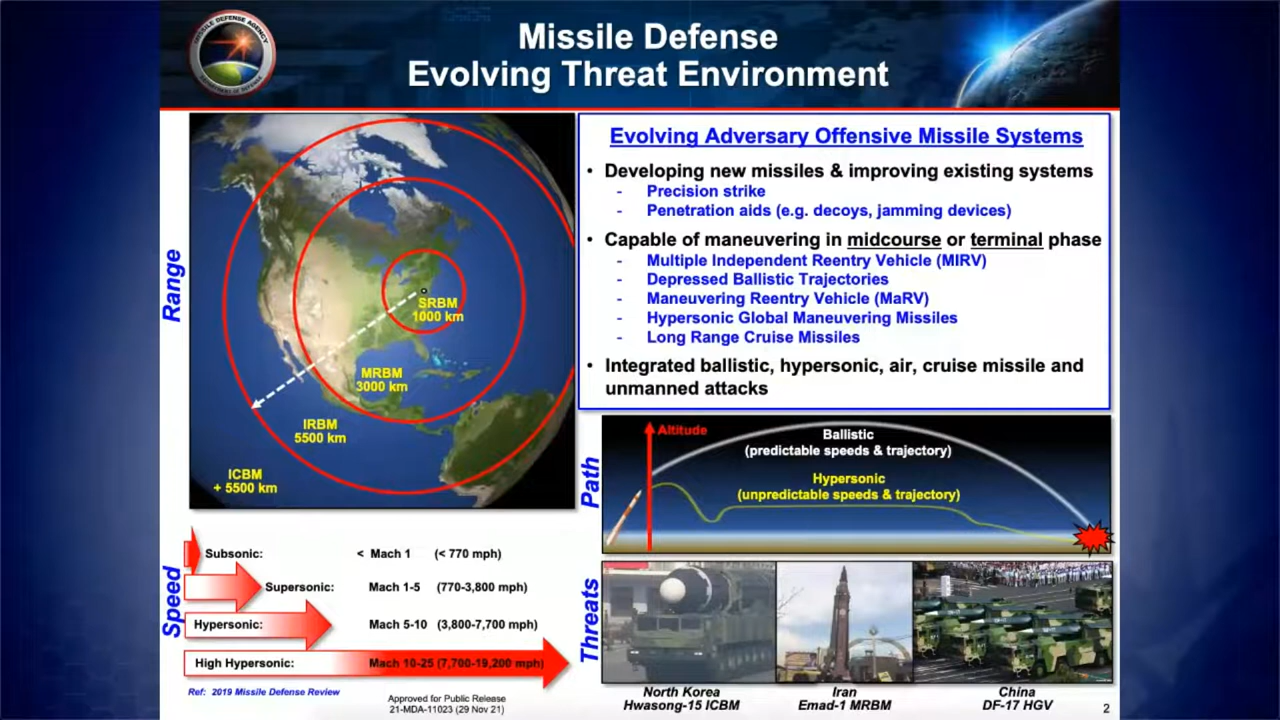 MISSILE DEFENSE AGENCY
DEPARTMENT OF DEFENSE
Missile Defense
Evolving Threat Environment
Range
SRBM
1000 km
MRBM
3000 km
IRBM
5500 km
ICBM
+ 5500 km
Evolving Adversary Offensive Missile Systems
• Developing new missiles & improving existing systems
- Precision strike
- Penetration aids (e.g. decoys, jamming devices)
• Capable of maneuvering in midcourse or terminal phase
- Multiple Independent Reentry Vehicle (MIRV)
- Depressed Ballistic Trajectories
- Maneuvering Reentry Vehicle (MaRV)
- Hypersonic Global Maneuvering Missiles
- Long Range Cruise Missiles
• Integrated ballistic, hypersonic, air, cruise missile and
unmanned attacks
Path
Altitude
Ballistic
(predictable speeds & trajectory)
Hypersonic
(unpredictable speeds & trajectory)
Speed
Subsonic: < Mach 1 (< 770 mph)
Supersonic: Mach 1-5 (770-3,800 mph)
Hypersonic: Mach 5-10 (3,800-7,700 mph)
High Hypersonic: Mach 10-25 (7,700-19,200 mph)
Ref: 2019 Missile Defense Review
Approved for Public Release
21-MDA-11023 (29 Nov 21)
Threats
North Korea
Hwasong-15 ICBM
Iran
Emad-1 MRBM
China
DF-17 HGV
2